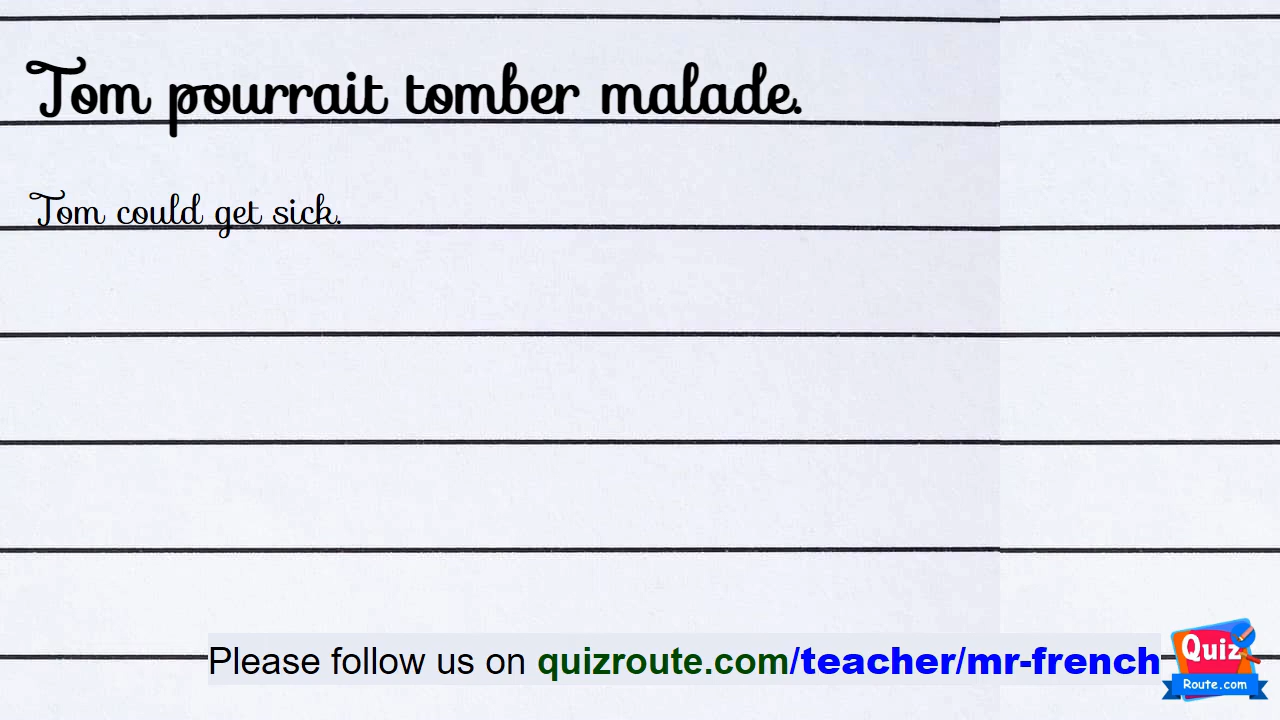 Tom pourrait tomber malade.
Tom could get sick.
Please follow us on quizroute.com/teacher/mr-french
Quiz
Route.com